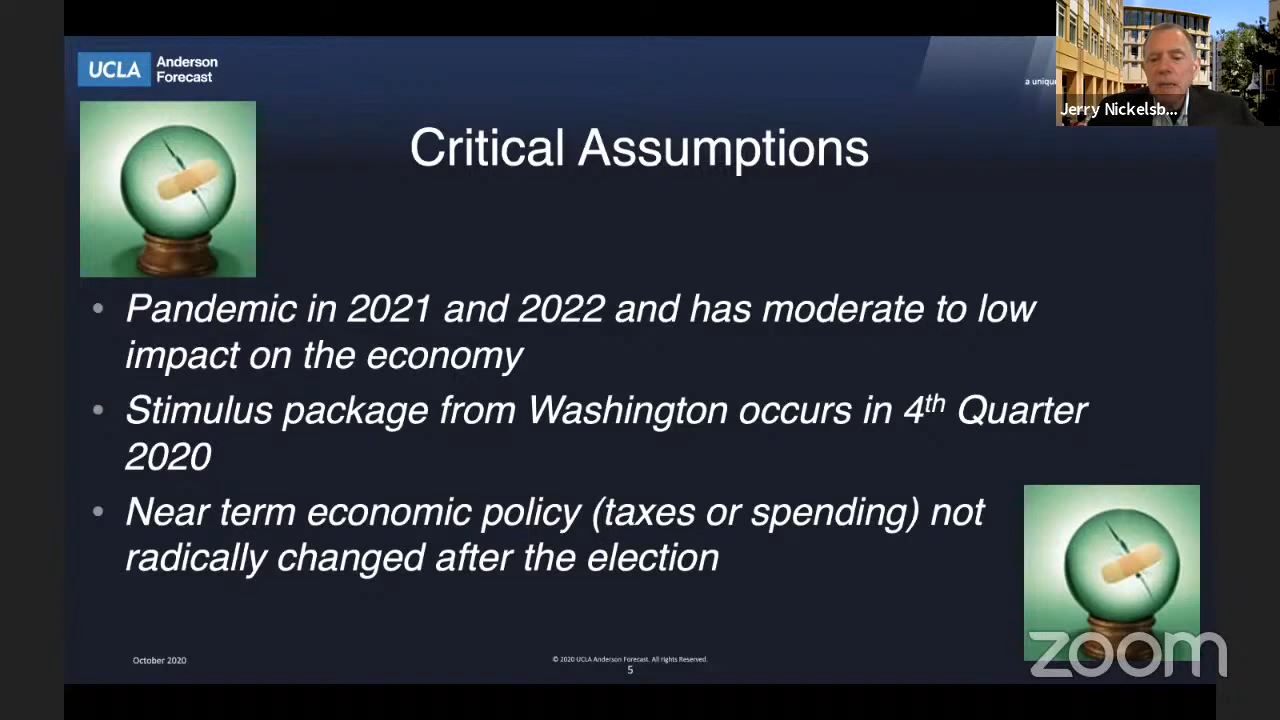 UCLA Anderson
Forecast
a unique
Jerry Nickelsb...
Critical Assumptions
• Pandemic in 2021 and 2022 and has moderate to low
impact on the economy
• Stimulus package from Washington occurs in 4th Quarter
2020
• Near term economic policy (taxes or spending) not
radically changed after the election
October 2020
© 2020 UCLA Anderson Forecast. All rights Reserved.
5
zoom